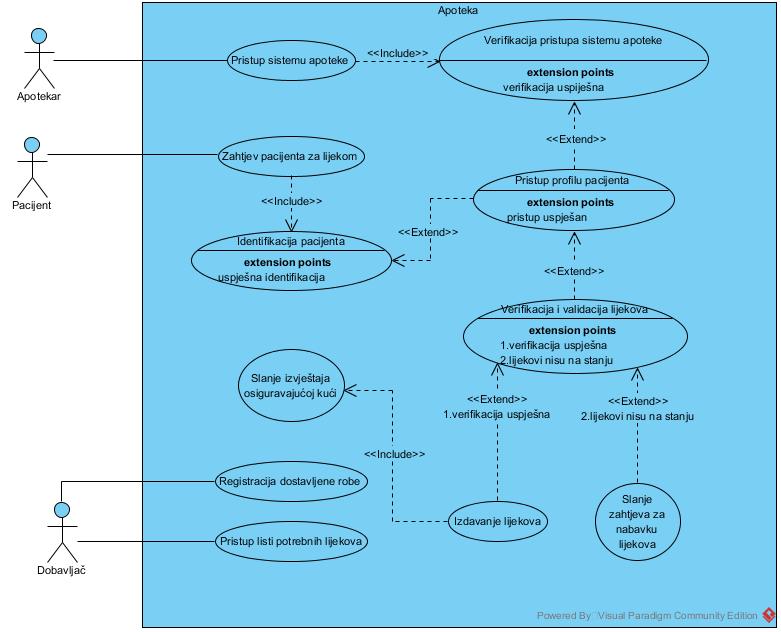 Apoteka
Apotekar
Pristup sistemu apoteke
<<Include>>
Verifikacija pristupa sistemu apoteke
extension points
verifikacija uspiješna
<<Extend>>
Pacijent
Zahtjev pacijenta za lijekom
<<Include>>
Pristup profilu pacijenta
extension points
pristup uspješan
<<Extend>>
Identifikacija pacijenta
extension points
uspješna identifikacija
<<Extend>>
Verifikacija i validacija lijekova
extension points
1.verifikacija uspješna
2.lijekovi nisu na stanju
Slanje izvještaja
osiguravajućoj kući
<<Extend>>
1.verifikacija uspješna
<<Extend>>
2.lijekovi nisu na stanju
<<Include>>
Registracija dostavljene robe
Izdavanje lijekova
Slanje
zahtjeva za
nabavku
lijekova
Pristup listi potrebnih lijekova
Dobavljač
Powered By Visual Paradigm Community Edition